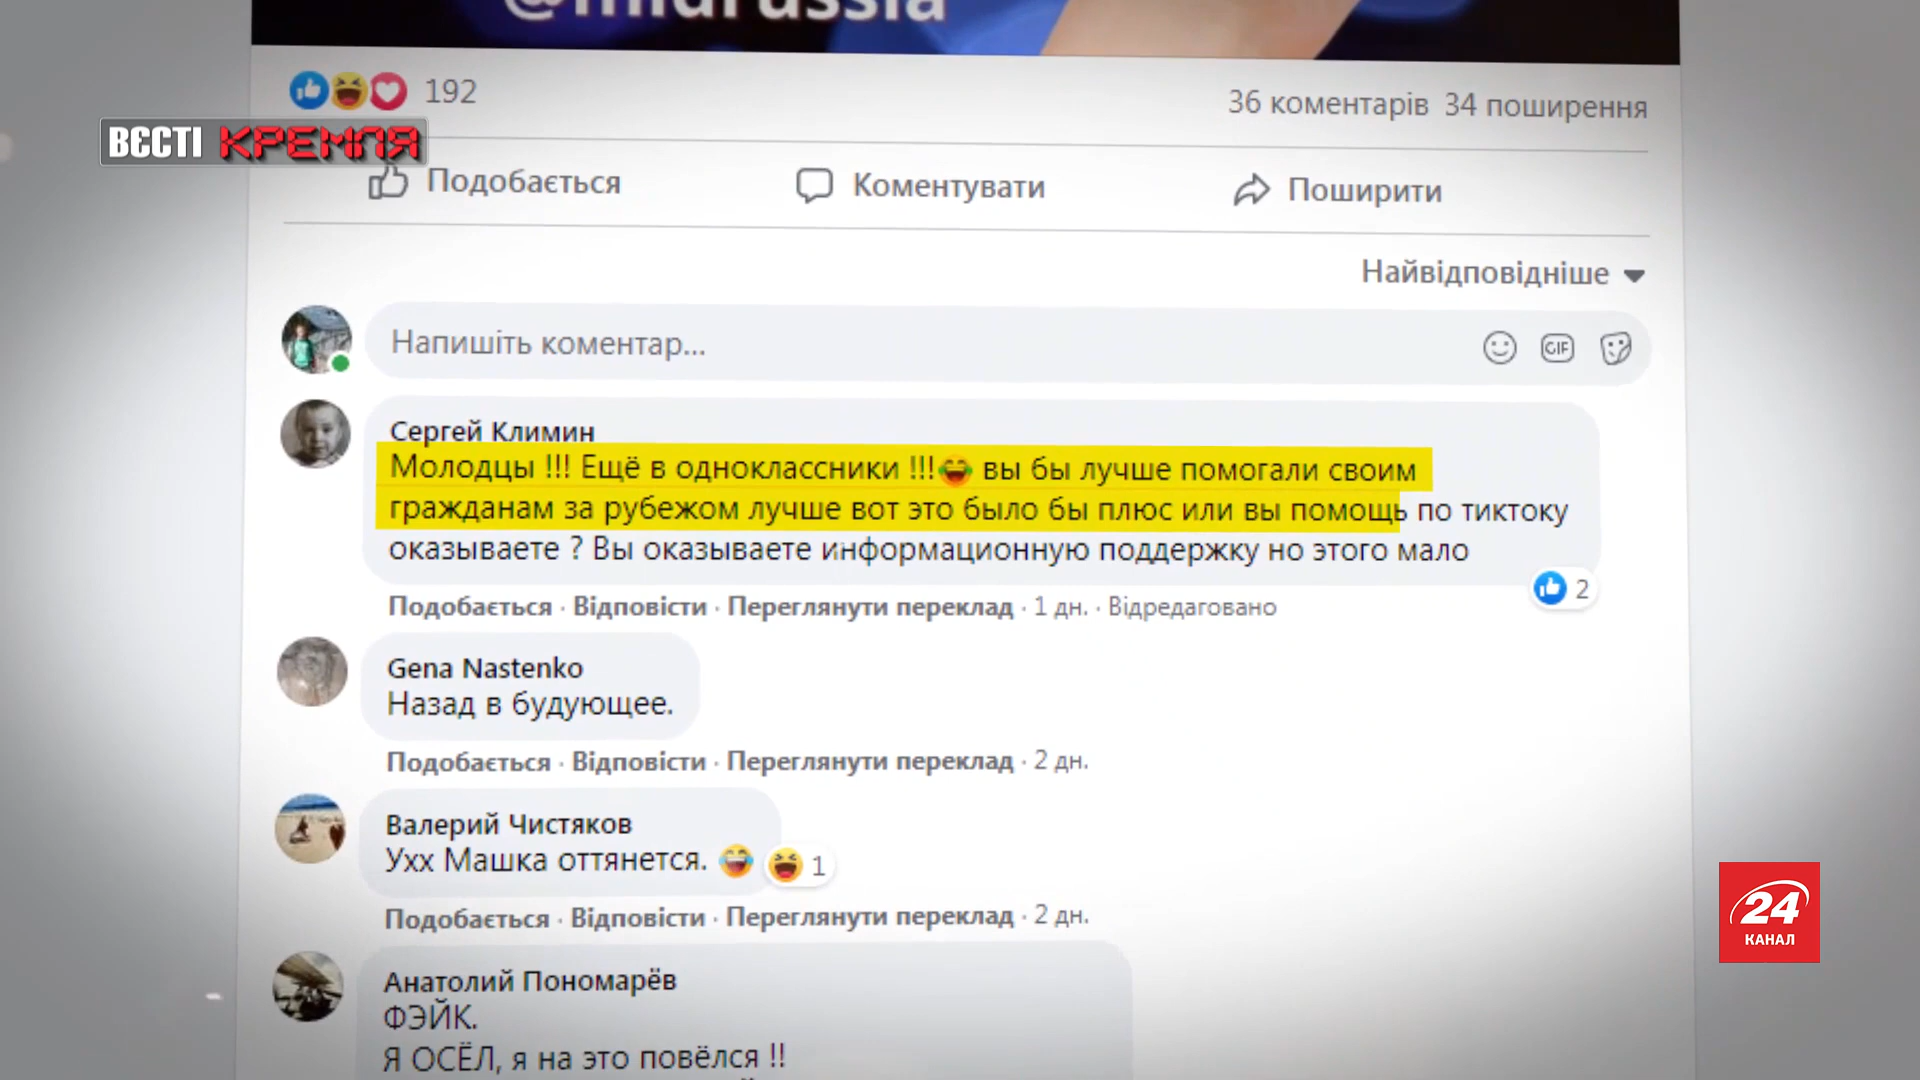 @midrussia
192
36 коментарів 34 поширення
ВЄСТІ КРЕМЛЯ
Подобається Коментувати Поширити
Найвідповідніше
Напишіть коментар...
GIF
Сергей Климин
Молодцы !!! Ещё в одноклассники !!!😂 вы бы лучше помогали своим
гражданам за рубежом лучше вот это было бы плюс или вы помощь по тиктоку
оказываете ? Вы оказываете информационную поддержку но этого мало
2
Подобається · Відповісти · Переглянути переклад · 1 дн. · Відредаговано
Gena Nastenko
Назад в будующее.
Подобається · Відповісти · Переглянути переклад · 2 дн.
Валерий Чистяков
Ухх Машка оттянется. 😂 1
Подобається · Відповісти · Переглянути переклад · 2 дн.
24
КАНАЛ
Анатолий Пономарёв
ФЭЙК.
Я ОСЁЛ, я на это повёлся !!